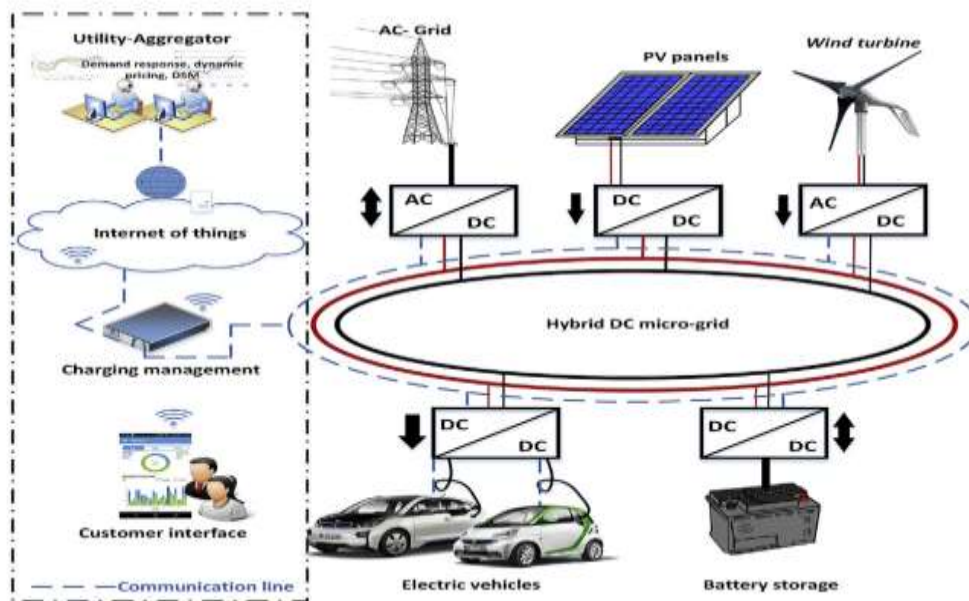 Utility-Aggregator
Demand response, dynamic
pricing, DSM
Internet of things
Charging management
Customer interface
Communication line
AC- Grid
PV panels
Wind turbine
AC
DC
DC
DC
AC
DC
Hybrid DC micro-grid
DC
DC
DC
DC
Electric vehicles
Battery storage